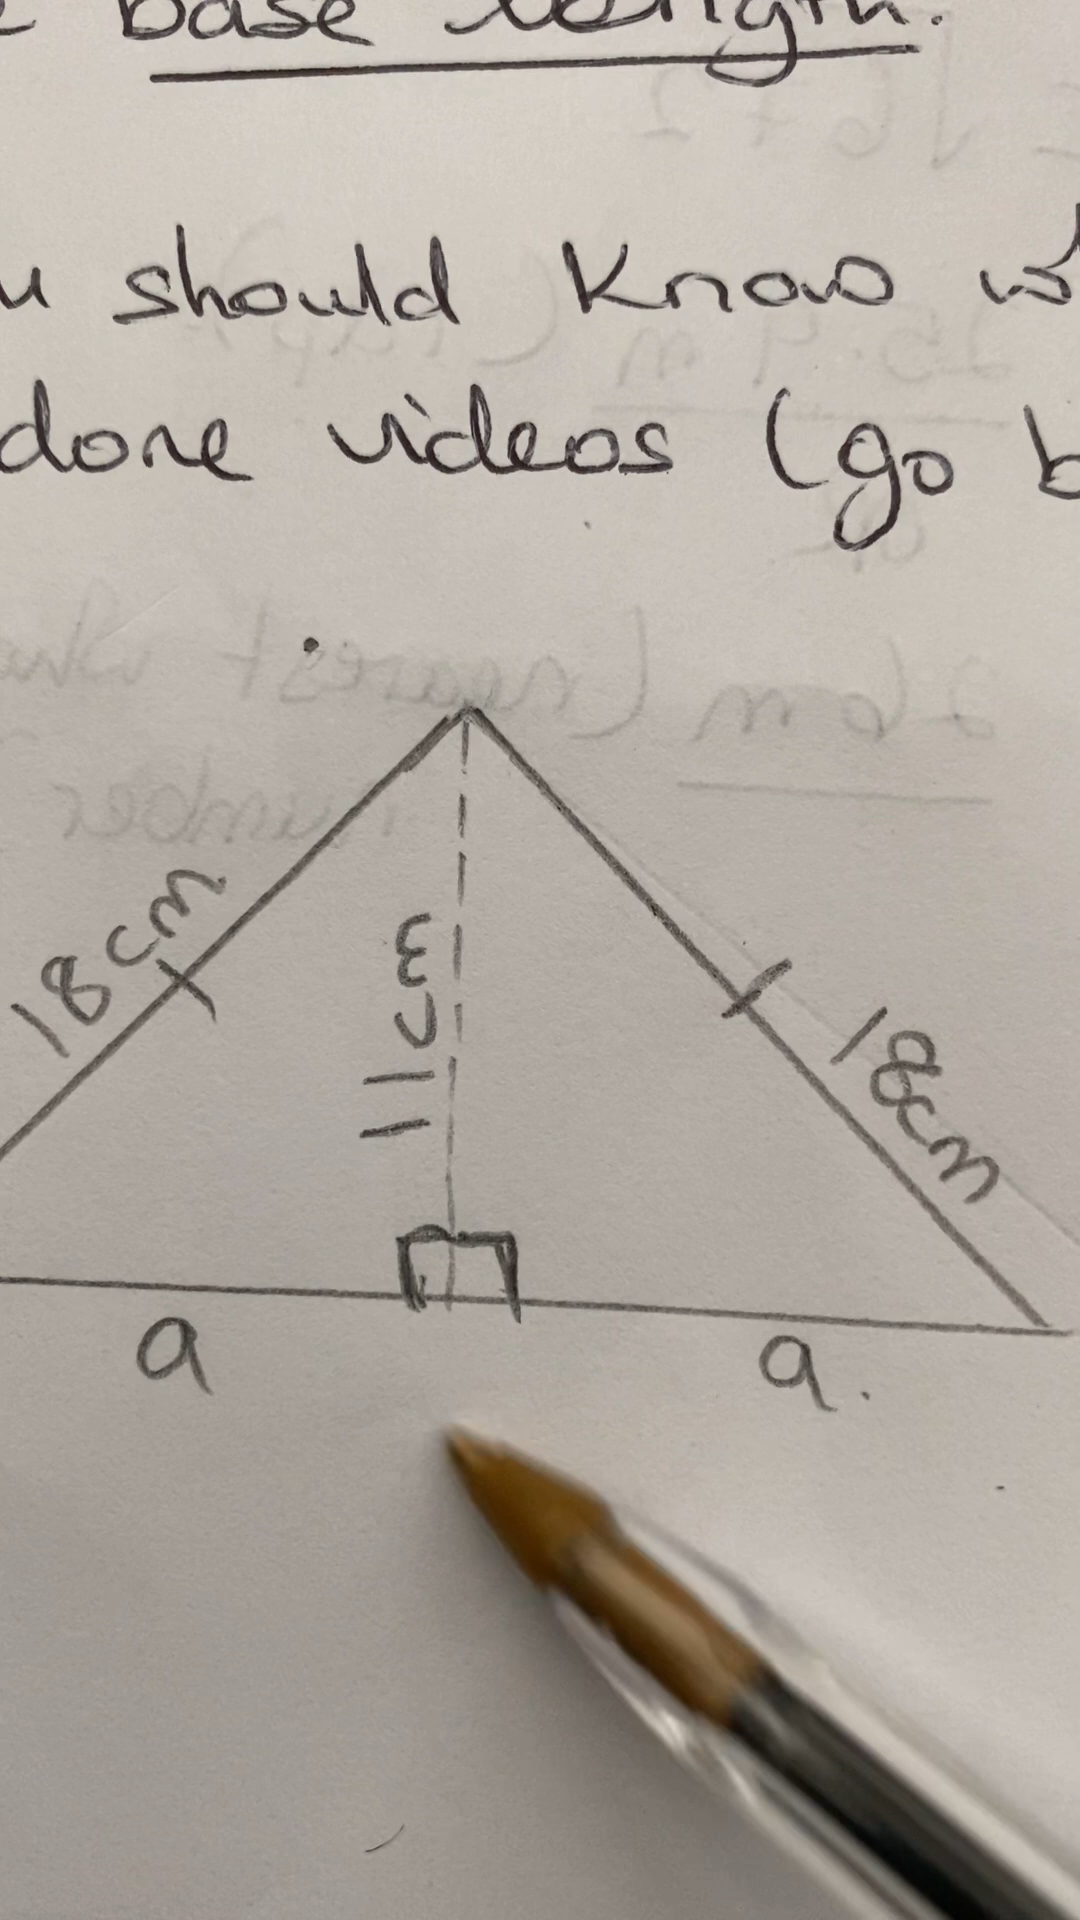 base length.
should know
done videos (go
18cm
11cm
18cm
a
a.